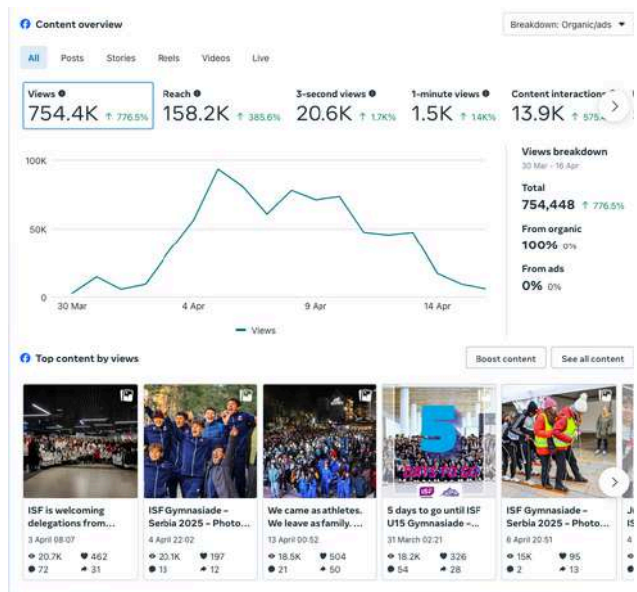 Content overview
Breakdown: Organic/ads
All Posts Stories Reels Videos Live
Views Reach 3-second views 1-minute views Content interactions
754.4K ↑ 776.5% 158.2K ↑ 385.6% 20.6K ↑ 1.7K% 1.5K ↑ 14K% 13.9K ↑ 575.
100K
50K
0
30 Mar 4 Apr 9 Apr 14 Apr
Views
Views breakdown
30 Mar - 16 Apr
Total
754,448 ↑ 776.5%
From organic
100% 0%
From ads
0% 0%
Top content by views
Boost content
See all content
5
DAYS TO GO
ISF
ISF is welcoming
delegations from...
3 April 08:07
20.7K 462
72 31
ISF Gymnasiade –
Serbia 2025 – Photo...
4 April 22:02
20.1K 197
13 12
We came as athletes.
We leave as family. ...
13 April 00:52
18.5K 504
21 50
5 days to go until ISF
U15 Gymnasiade –...
31 March 02:21
18.2K 326
54 28
ISF Gymnasiade –
Serbia 2025 – Photo...
6 April 20:51
15K 95
2 13